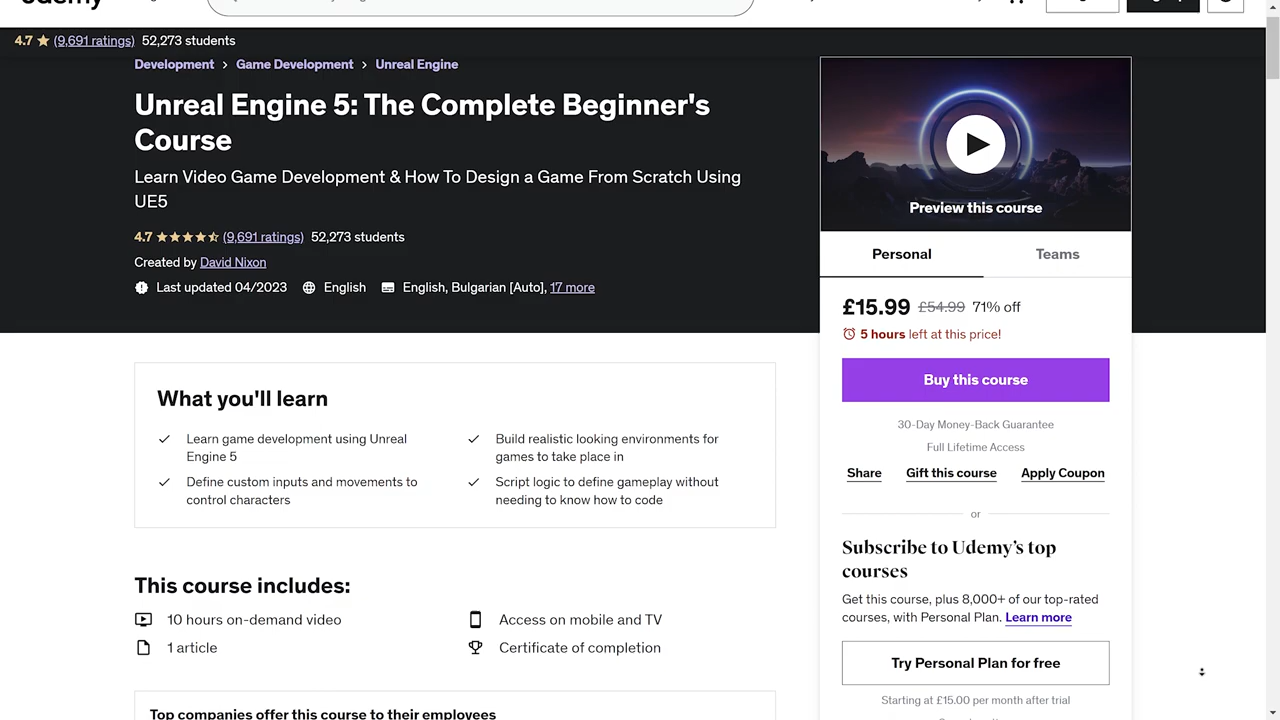 4.7 (9,691 ratings) 52,273 students
Development > Game Development > Unreal Engine
Unreal Engine 5: The Complete Beginner's
Course
Learn Video Game Development & How To Design a Game From Scratch Using
UE5
4.7 (9,691 ratings) 52,273 students
Created by David Nixon
Last updated 04/2023 English English, Bulgarian [Auto], 17 more
Preview this course
Personal Teams
£15.99 £54.99 71% off
5 hours left at this price!
Buy this course
30-Day Money-Back Guarantee
Full Lifetime Access
Share Gift this course Apply Coupon
or
Subscribe to Udemy's top
courses
Get this course, plus 8,000+ of our top-rated
courses, with Personal Plan. Learn more
Try Personal Plan for free
Starting at £15.00 per month after trial
What you'll learn
Learn game development using Unreal
Engine 5
Build realistic looking environments for
games to take place in
Define custom inputs and movements to
control characters
Script logic to define gameplay without
needing to know how to code
This course includes:
10 hours on-demand video
Access on mobile and TV
1 article
Certificate of completion
Top companies offer this course to their employees